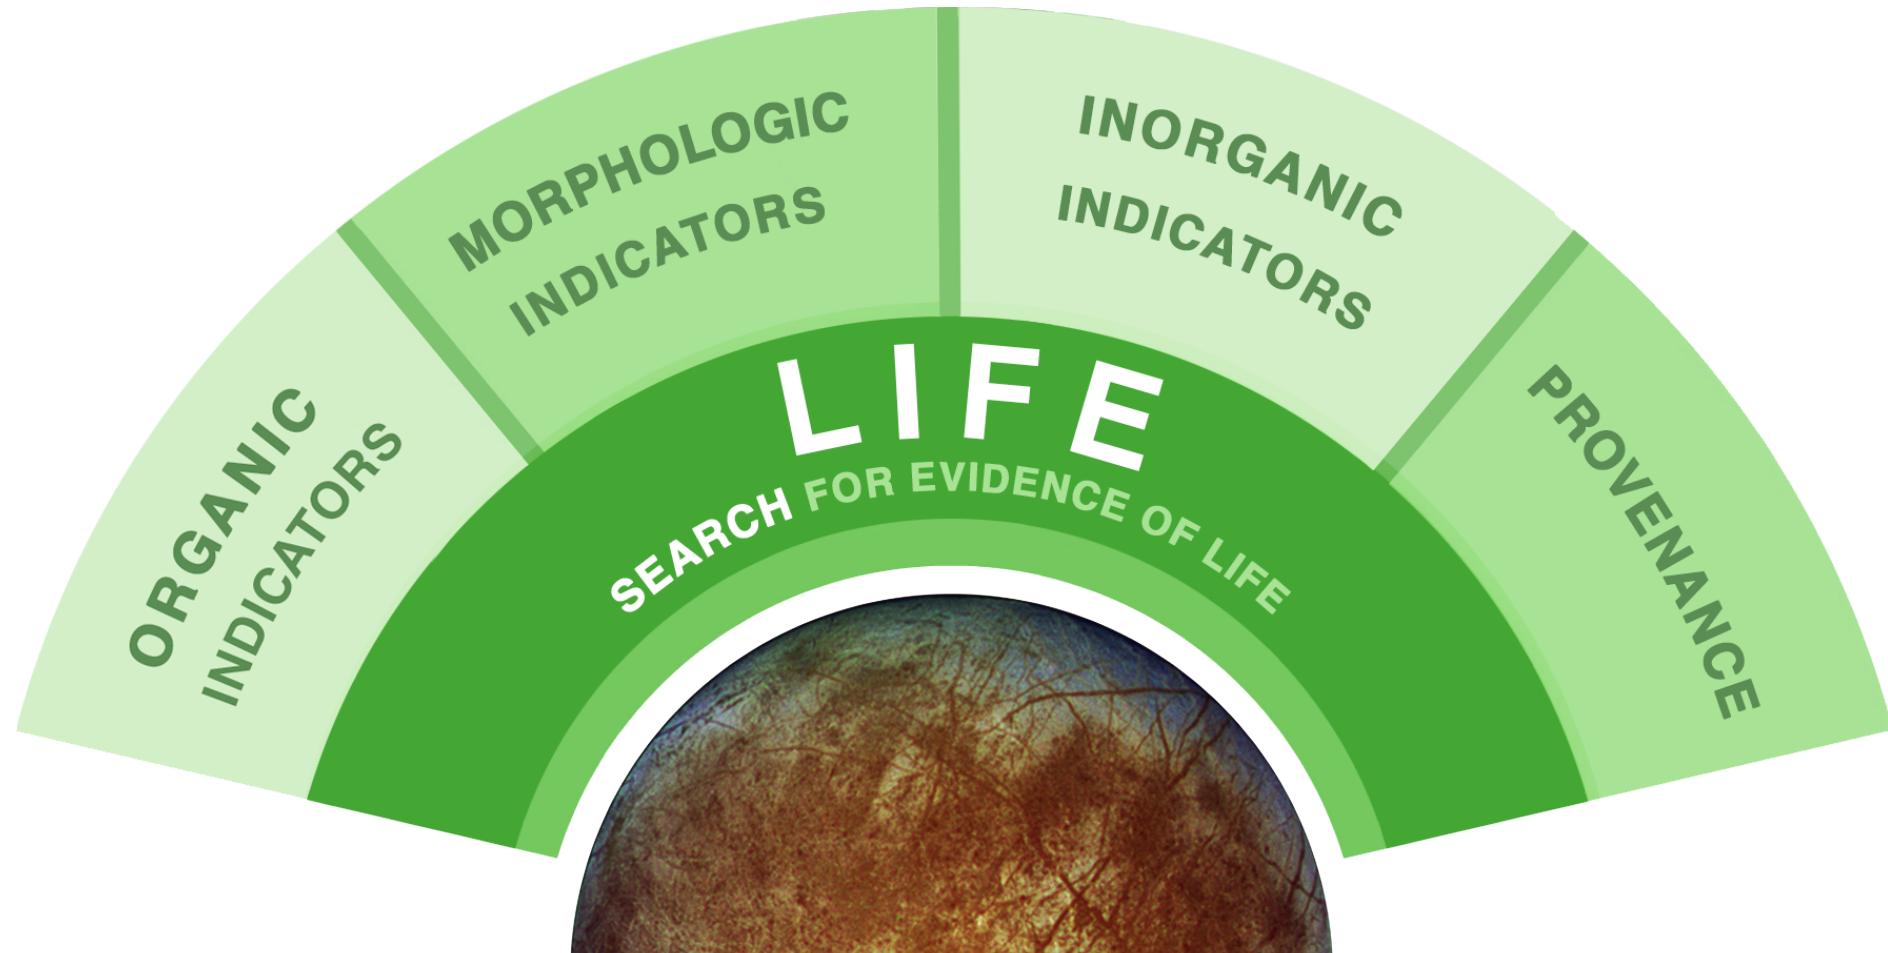 ORGANIC
INDICATORS
MORPHOLOGIC
INDICATORS
INORGANIC
INDICATORS
PROVENANCE
LIFE
SEARCH FOR EVIDENCE OF LIFE